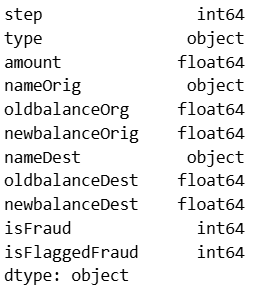 step int64
type object
amount float64
nameOrig object
oldbalanceOrg float64
newbalanceOrig float64
nameDest object
oldbalanceDest float64
newbalanceDest float64
isFraud int64
isFlaggedFraud int64
dtype: object